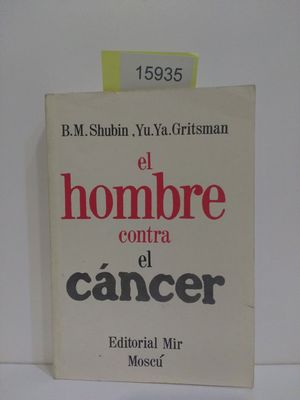 15935
B.M.Shubin,Yu.Ya.Gritsman
el
hombre
contra
el
cáncer
Editorial Mir
Moscú